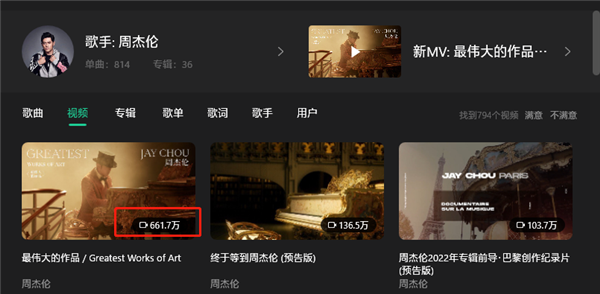 歌手: 周杰伦
单曲: 814 专辑: 36
新MV: 最伟大的作品…
歌曲 视频 专辑 歌单 歌词 歌手 用户
找到794个视频 满意 不满意
GREATEST
JAY CHOU
周杰伦
661.7万
136.5万
JAY CHOU PARIS
DOCUMENTAIRE
SUR LA MUSIQUE
103.7万
最伟大的作品 / Greatest Works of Art
周杰伦
终于等到周杰伦 (预告版)
周杰伦
周杰伦2022年专辑前导·巴黎创作纪录片
(预告版)
周杰伦